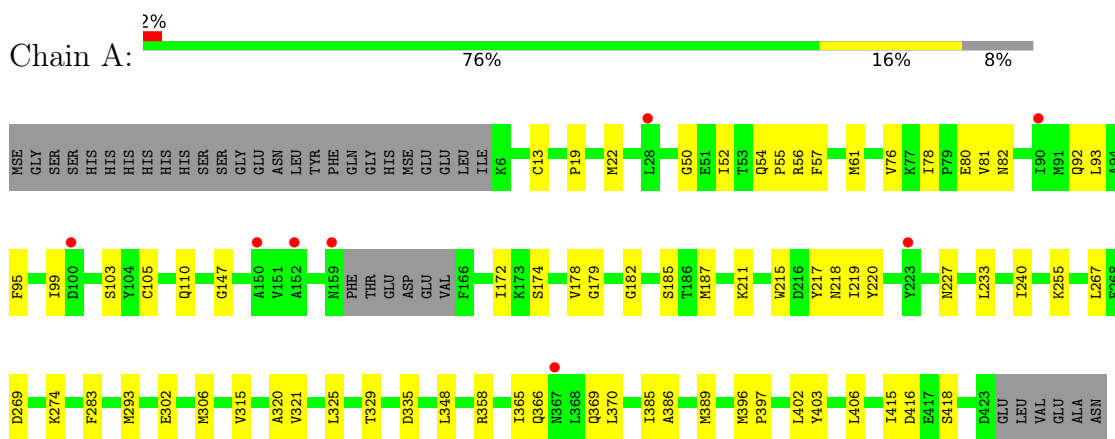 2%
Chain A:
76% 16% 8%
MSE GLY SER SER HIS HIS HIS HIS HIS HIS SER SER GLY GLU ASN LEU TYR PHE GLN GLY HIS MSE GLU GLU LEU ILE K6 C13 P19 M22 L28 G50 E51 I52 T53 Q54 P55 R56 F57 M61 V76 K77 I78 P79 E80 V81 N82 I90 M91 Q92 L93 A94
F95 I99 D100 S103 Y104 C105 Q110 G147 A150 V151 A152 N159 PHE THR GLU ASP GLU VAL F166 I172 K173 S174 V178 G179 G182 S185 T186 M187 K211 W215 D216 Y217 N218 I219 Y220 Y223 N227 L233 I240 K255 L267 E268
D269 K274 F283 M293 E302 M306 V315 A320 V321 L325 T329 D335 L348 R358 I365 Q366 N367 L368 Q369 L370 I385 A386 M389 M396 P397 L402 Y403 L406 I415 D416 E417 S418 D423 GLU LEU VAL GLU ALA ASN